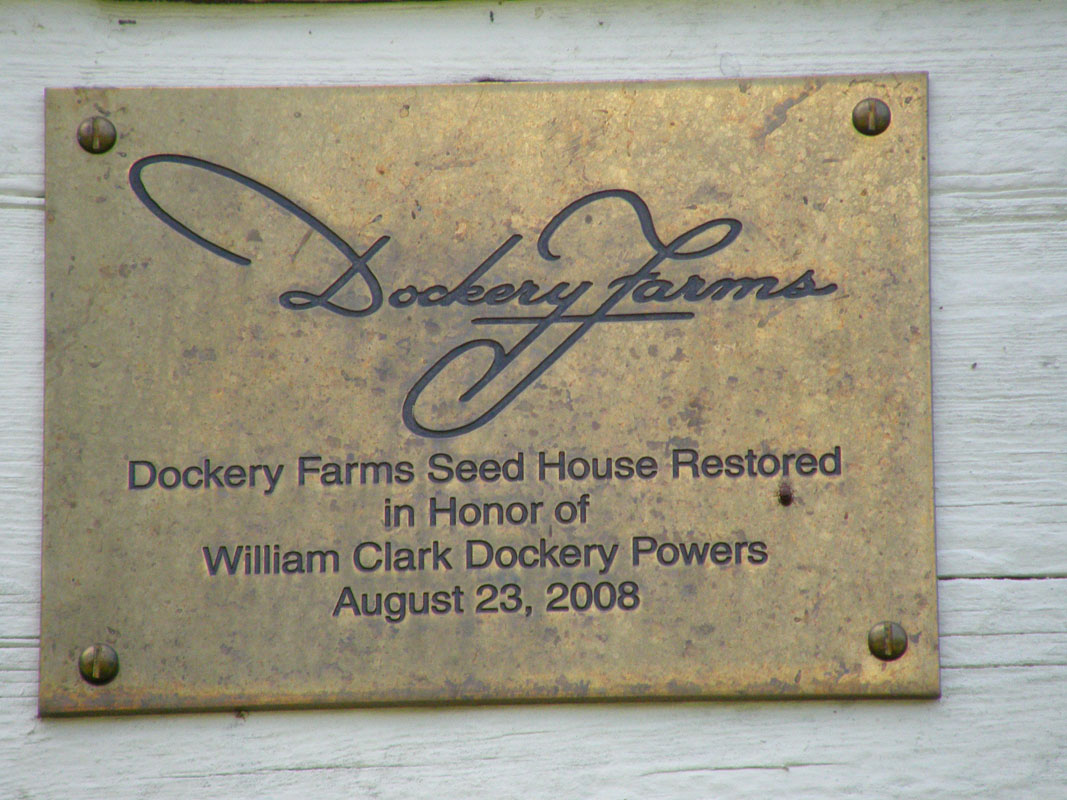 Dockery Farms
Dockery Farms Seed House Restored
in Honor of
William Clark Dockery Powers
August 23, 2008